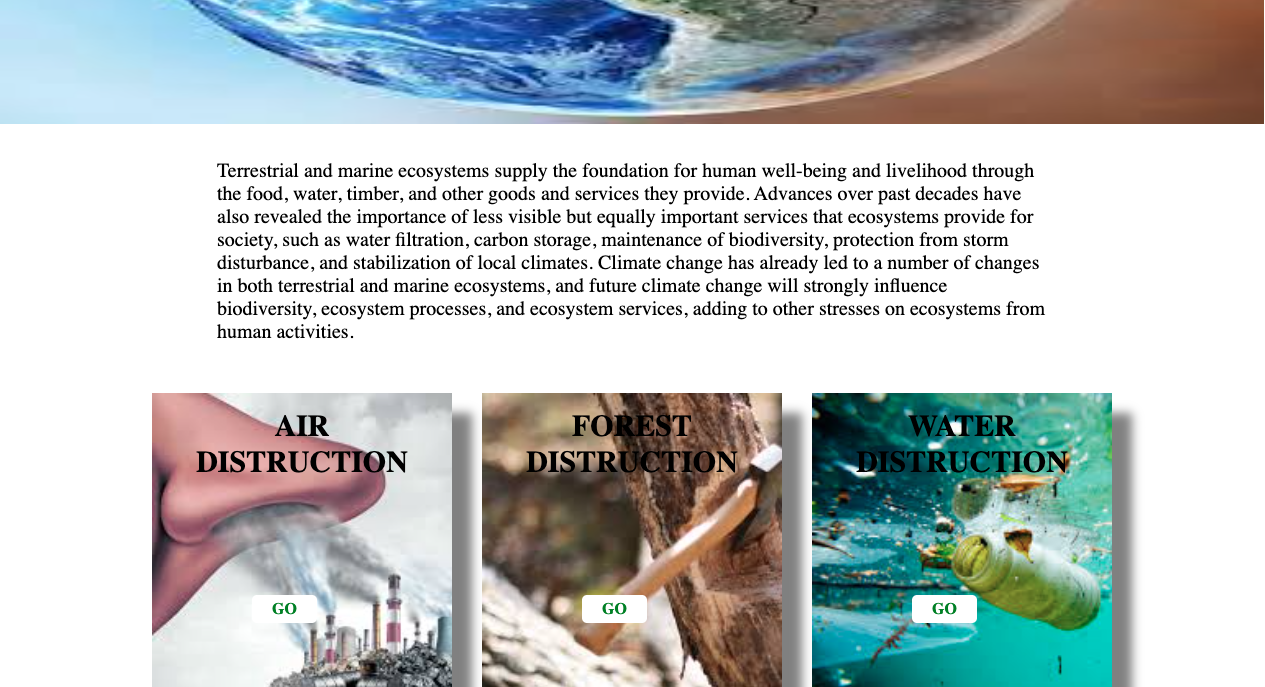 Terrestrial and marine ecosystems supply the foundation for human well-being and livelihood through
the food, water, timber, and other goods and services they provide. Advances over past decades have
also revealed the importance of less visible but equally important services that ecosystems provide for
society, such as water filtration, carbon storage, maintenance of biodiversity, protection from storm
disturbance, and stabilization of local climates. Climate change has already led to a number of changes
in both terrestrial and marine ecosystems, and future climate change will strongly influence
biodiversity, ecosystem processes, and ecosystem services, adding to other stresses on ecosystems from
human activities.
AIR
DISTRUCTION
GO
FOREST
DISTRUCTION
GO
WATER
DISTRUCTION
GO